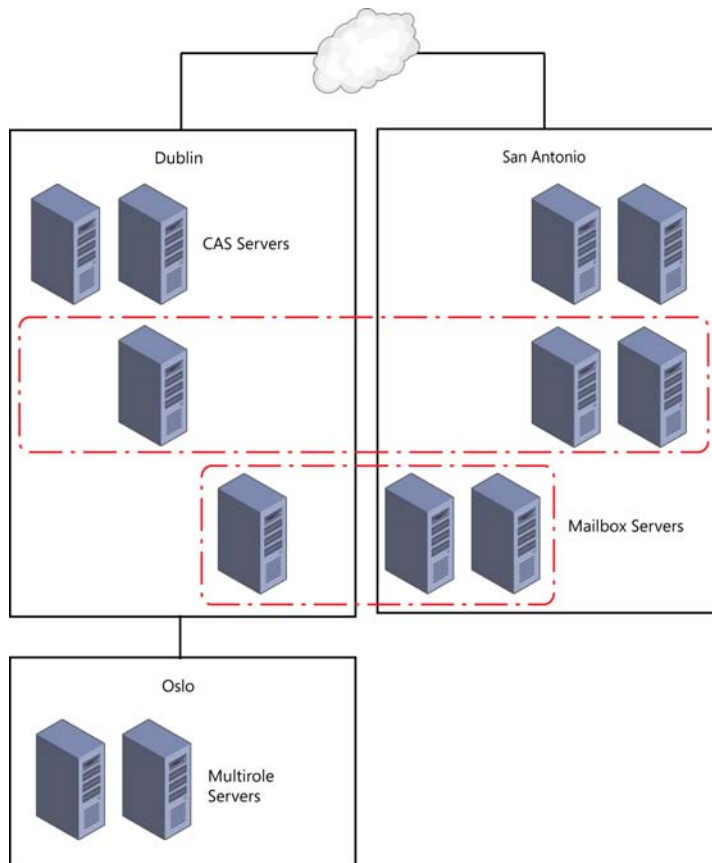 Dublin
San Antonio
CAS Servers
Mailbox Servers
Oslo
Multirole
Servers